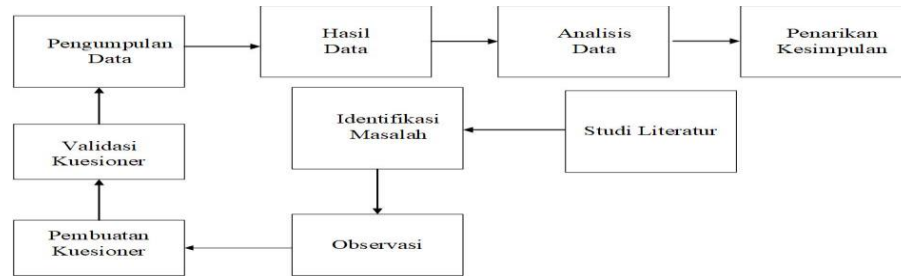 Pengumpulan
Data
Hasil
Data
Analisis
Data
Penarikan
Kesimpulan
Identifikasi
Masalah
Studi Literatur
Validasi
Kuesioner
Pembuatan
Kuesioner
Observasi